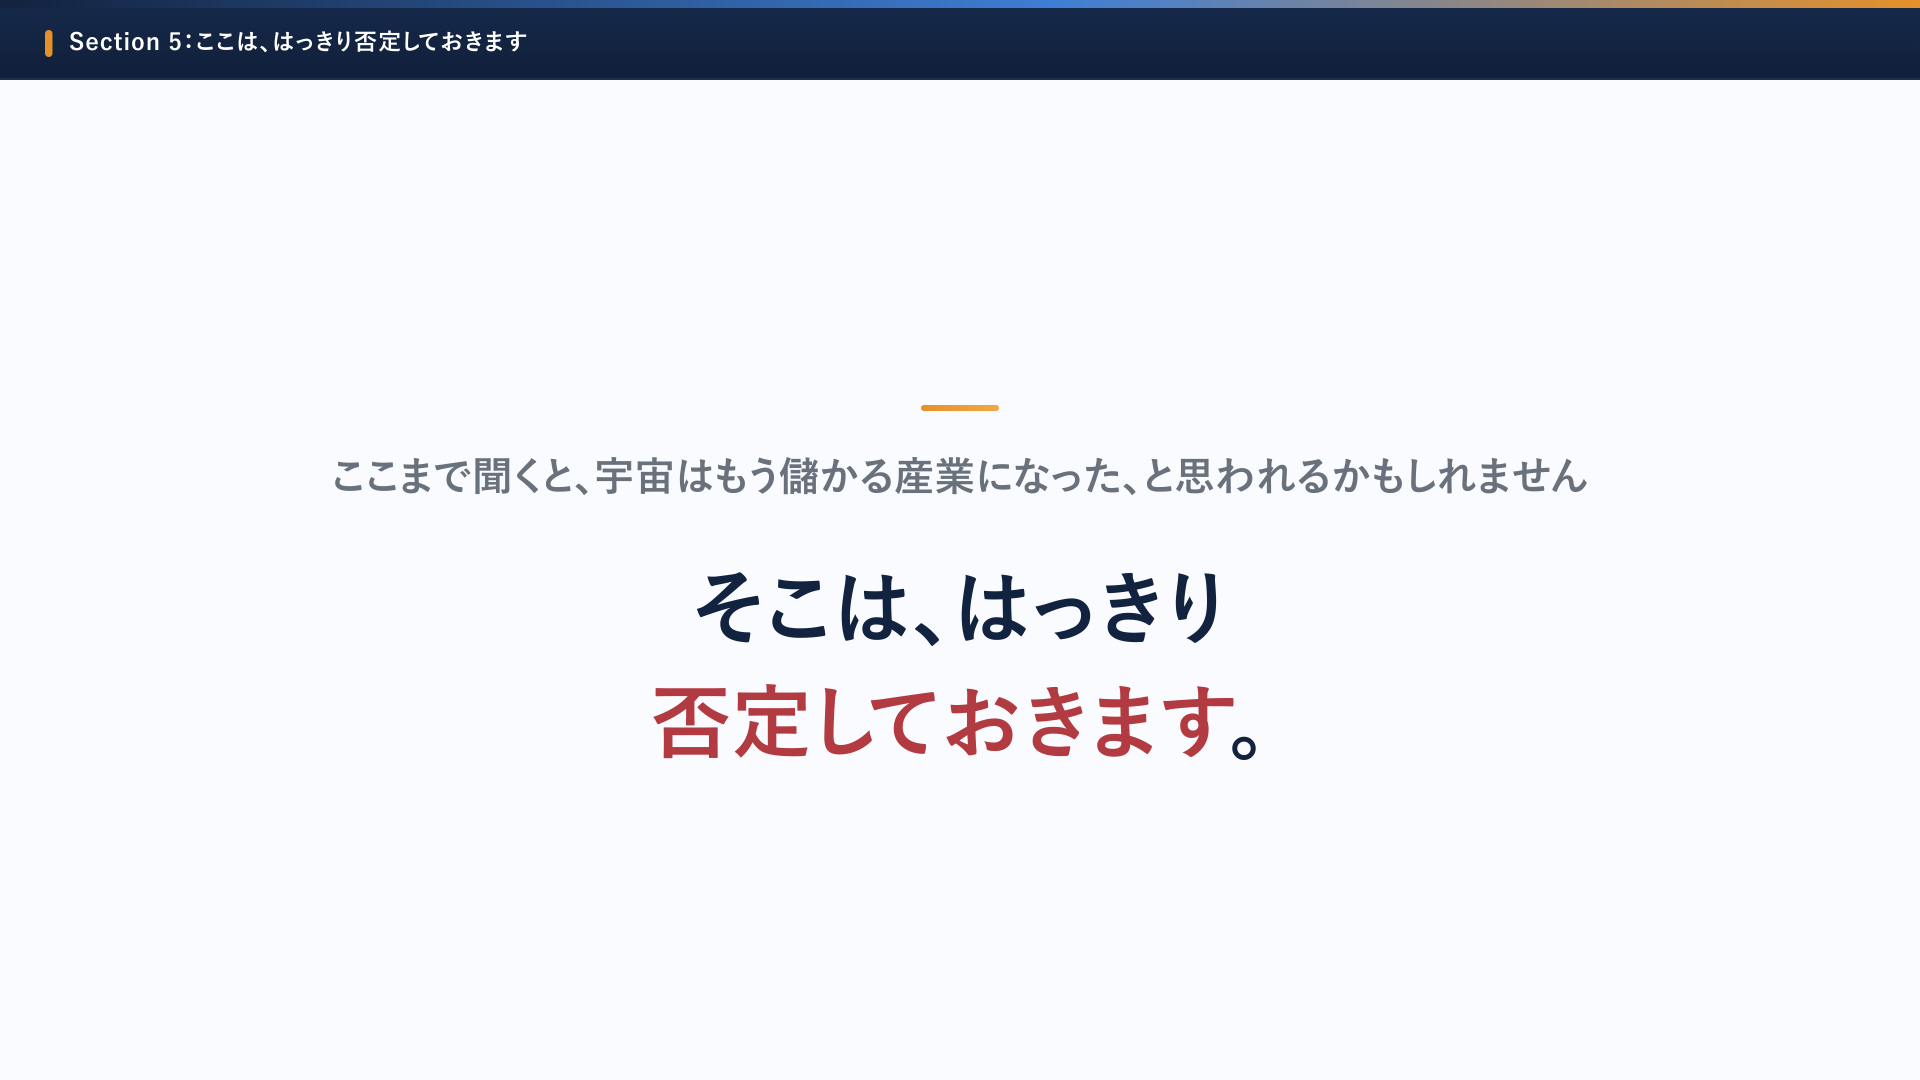 Section 5：ここは、はっきり否定しておきます
ここまで聞くと、宇宙はもう儲かる産業になった、と思われるかもしれません
そこは、はっきり
否定しておきます。